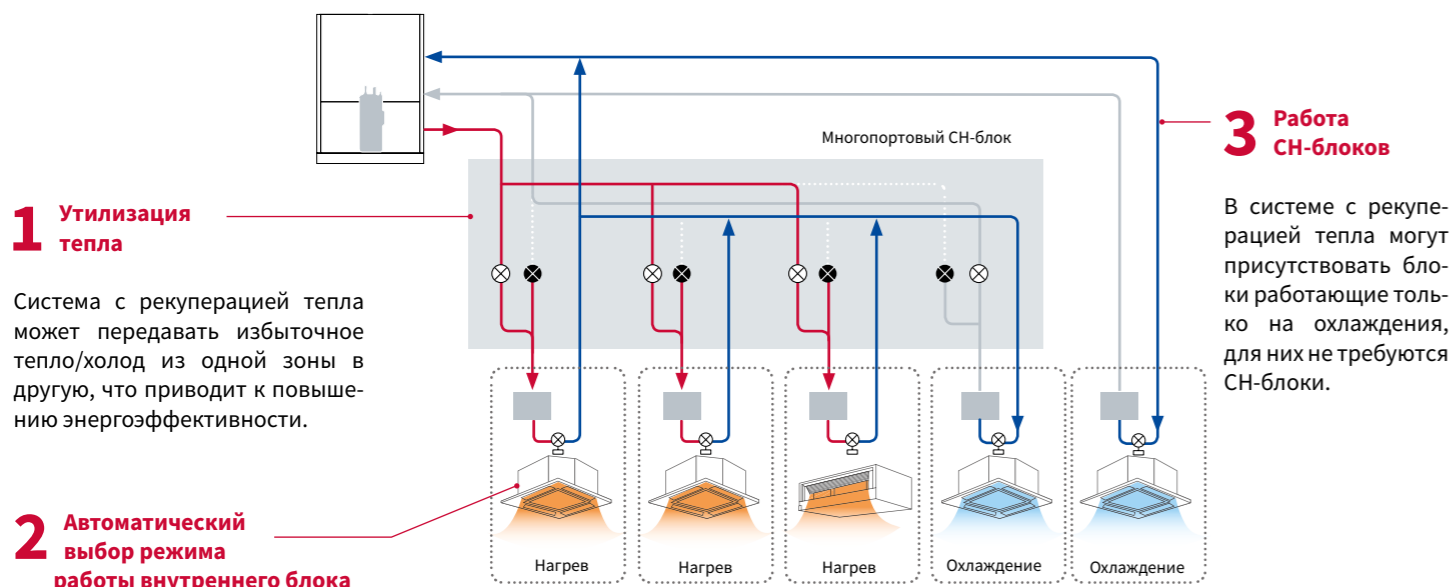 Многопортовый CH-блок
1 Утилизация
тепла
Система с рекуперацией тепла
может передавать избыточное
тепло/холод из одной зоны в
другую, что приводит к повыше-
нию энергоэффективности.
2 Автоматический
выбор режима
работы внутреннего блока
3 Работа
CH-блоков
В системе с рекупе-
рацией тепла могут
присутствовать бло-
ки работающие толь-
ко на охлаждения,
для них не требуются
CH-блоки.
Нагрев
Нагрев
Нагрев
Охлаждение
Охлаждение